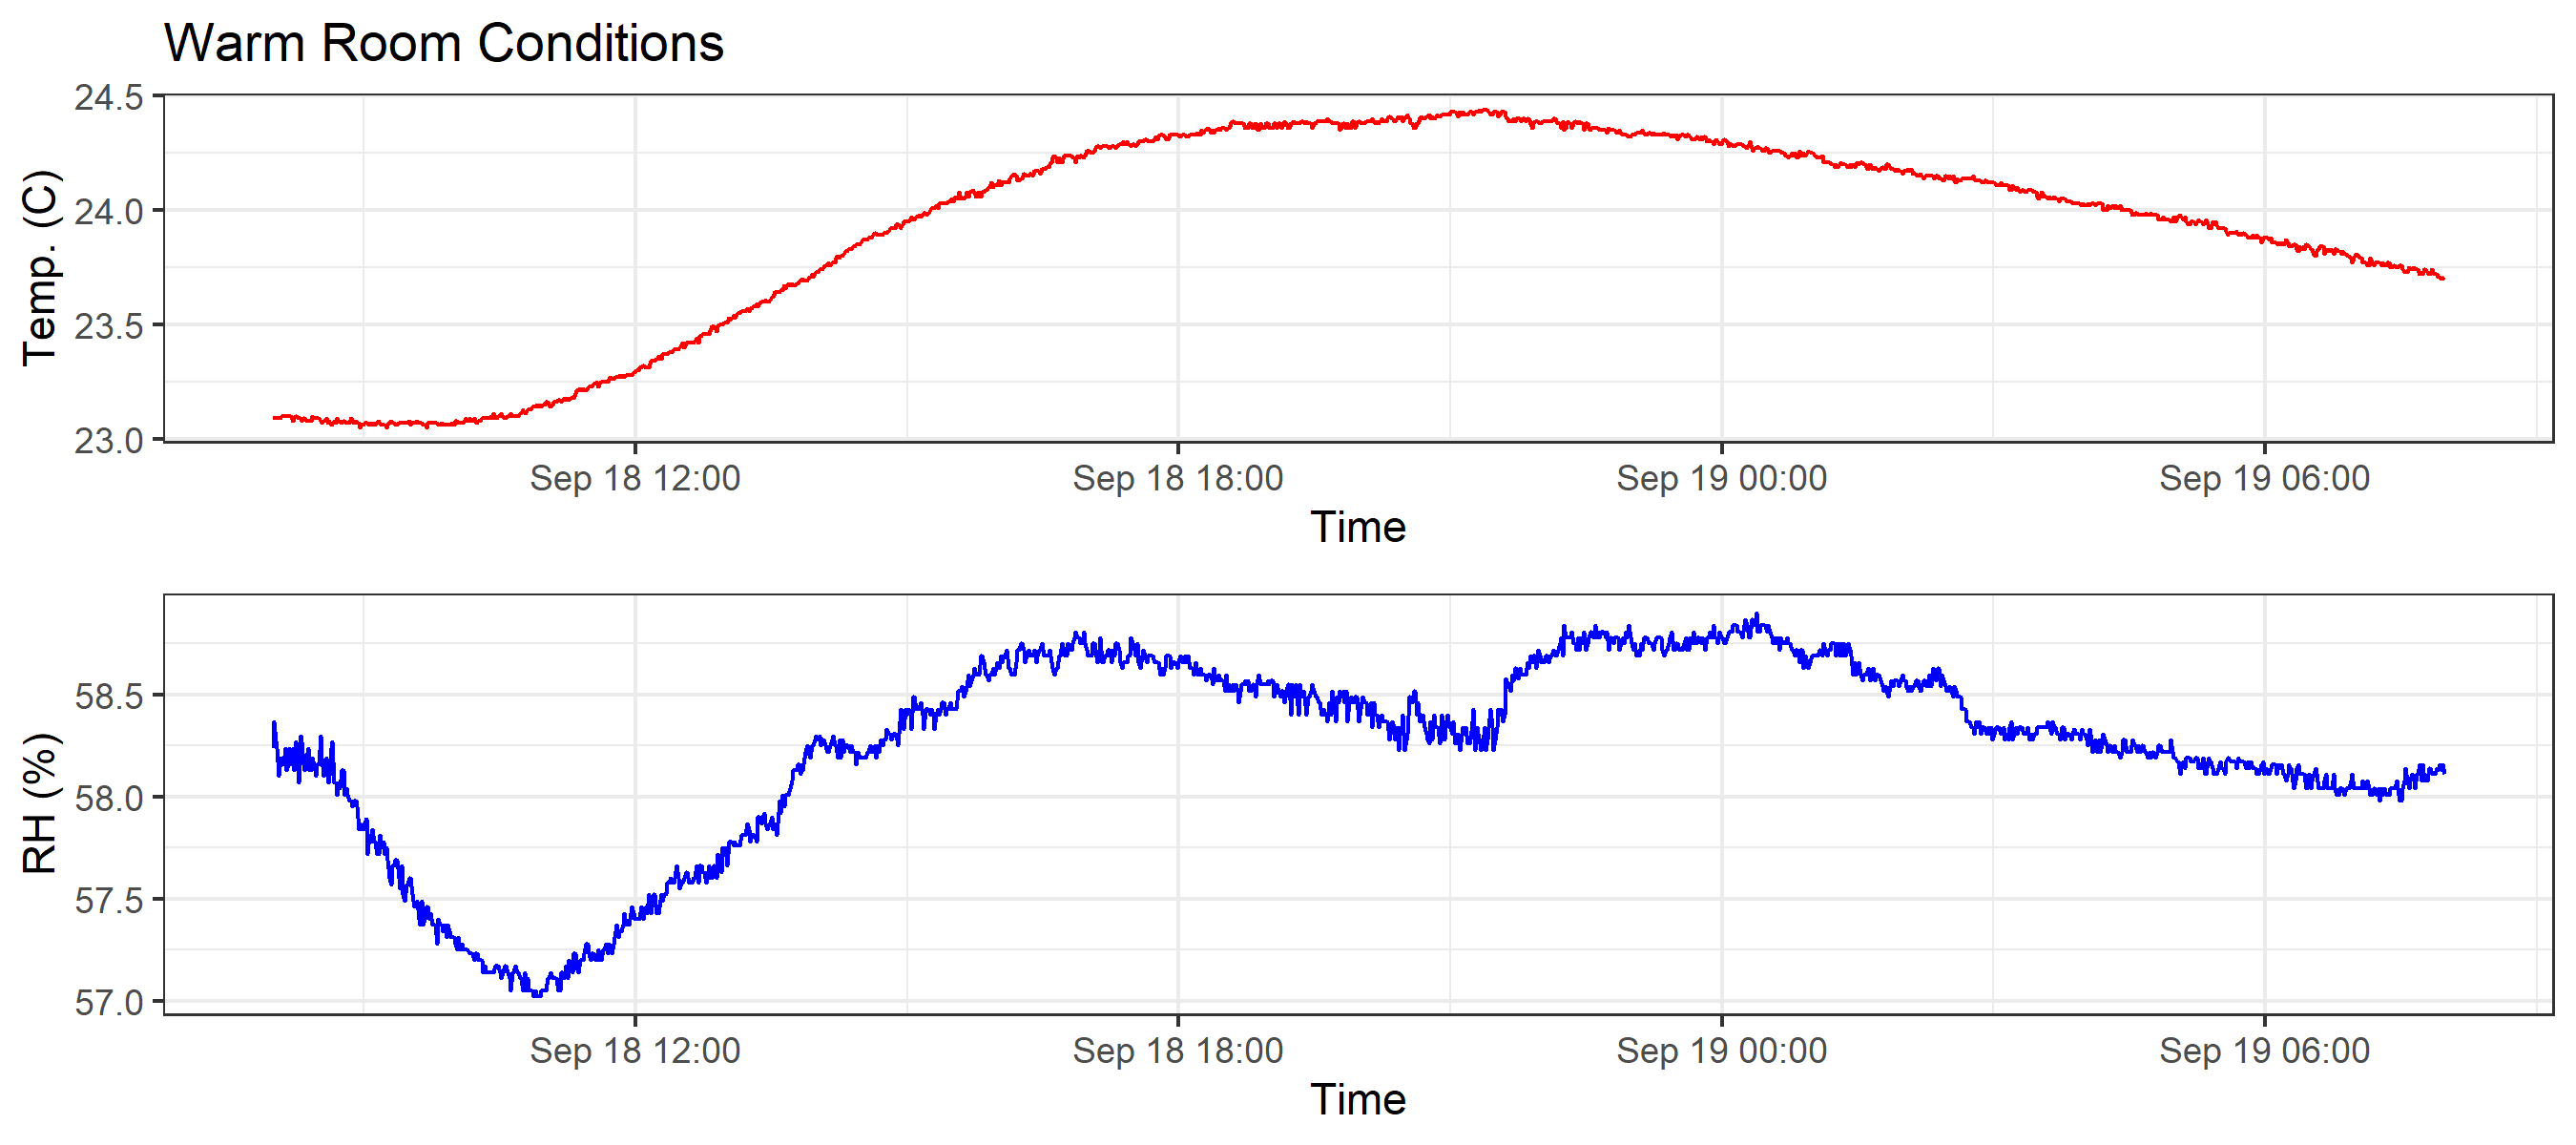 Warm Room Conditions
24.5
24.0
23.5
23.0
Temp. (C)
Sep 18 12:00 Sep 18 18:00 Sep 19 00:00 Sep 19 06:00
Time
58.5
58.0
57.5
57.0
RH (%)
Sep 18 12:00 Sep 18 18:00 Sep 19 00:00 Sep 19 06:00
Time